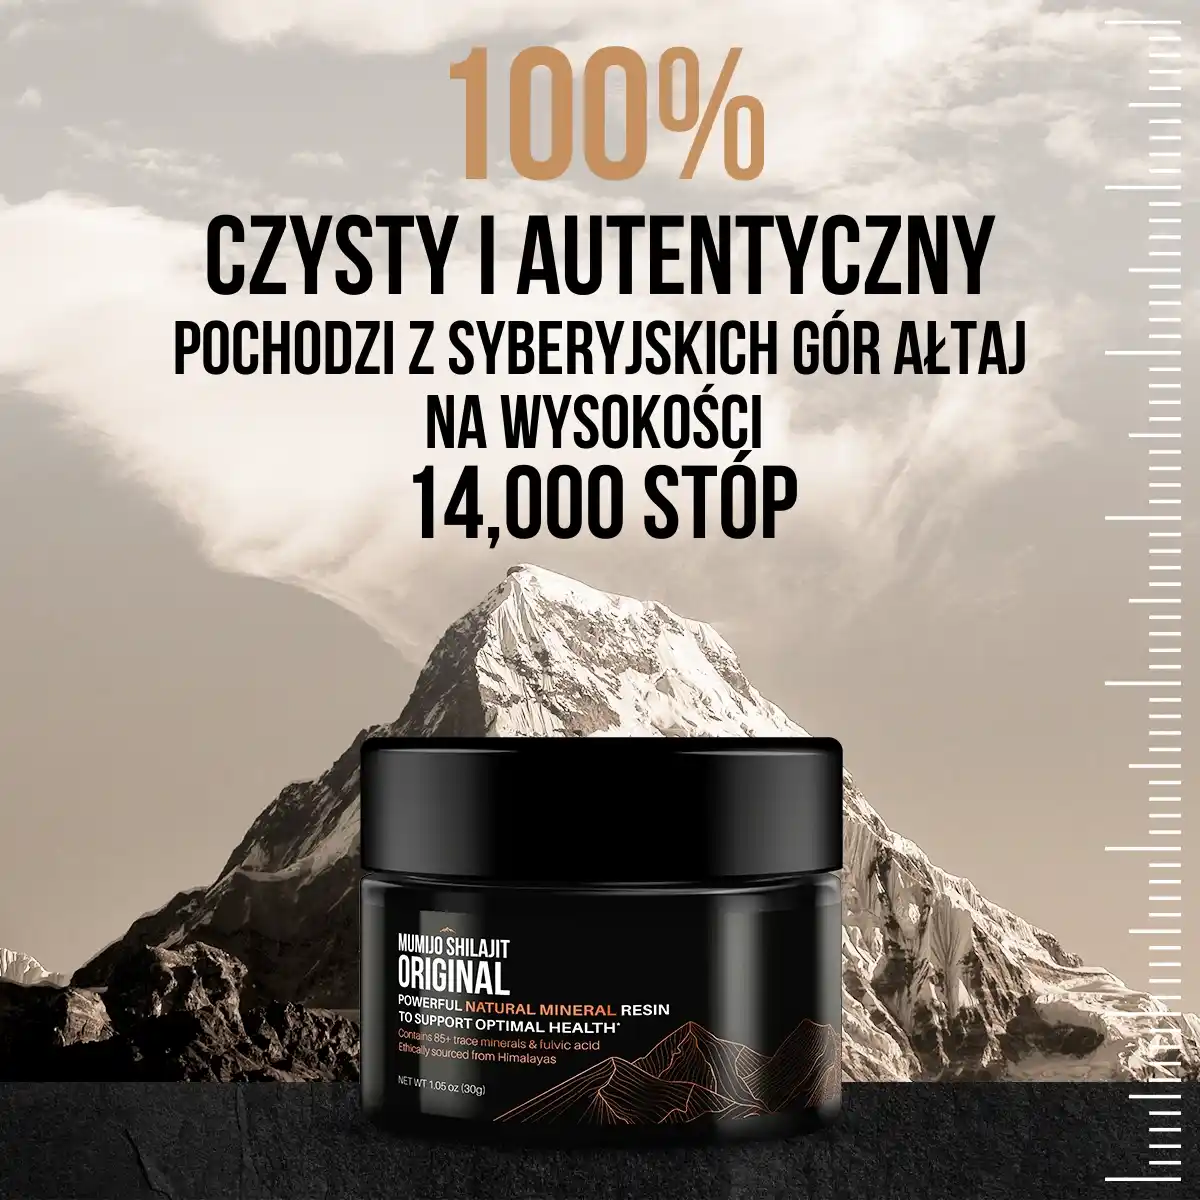 100%
CZYSTY I AUTENTYCZNY
POCHODZI Z SYBERYJSKICH GÓR AŁTAJ
NA WYSOKOŚCI
14,000 STÓP
MUMIJO SHILAJIT
ORIGINAL
POWERFUL NATURAL MINERAL RESIN
TO SUPPORT OPTIMAL HEALTH*
Contains 85+ trace minerals & fulvic acid
Ethically sourced from Himalayas
NET WT 1.05 oz (30g)